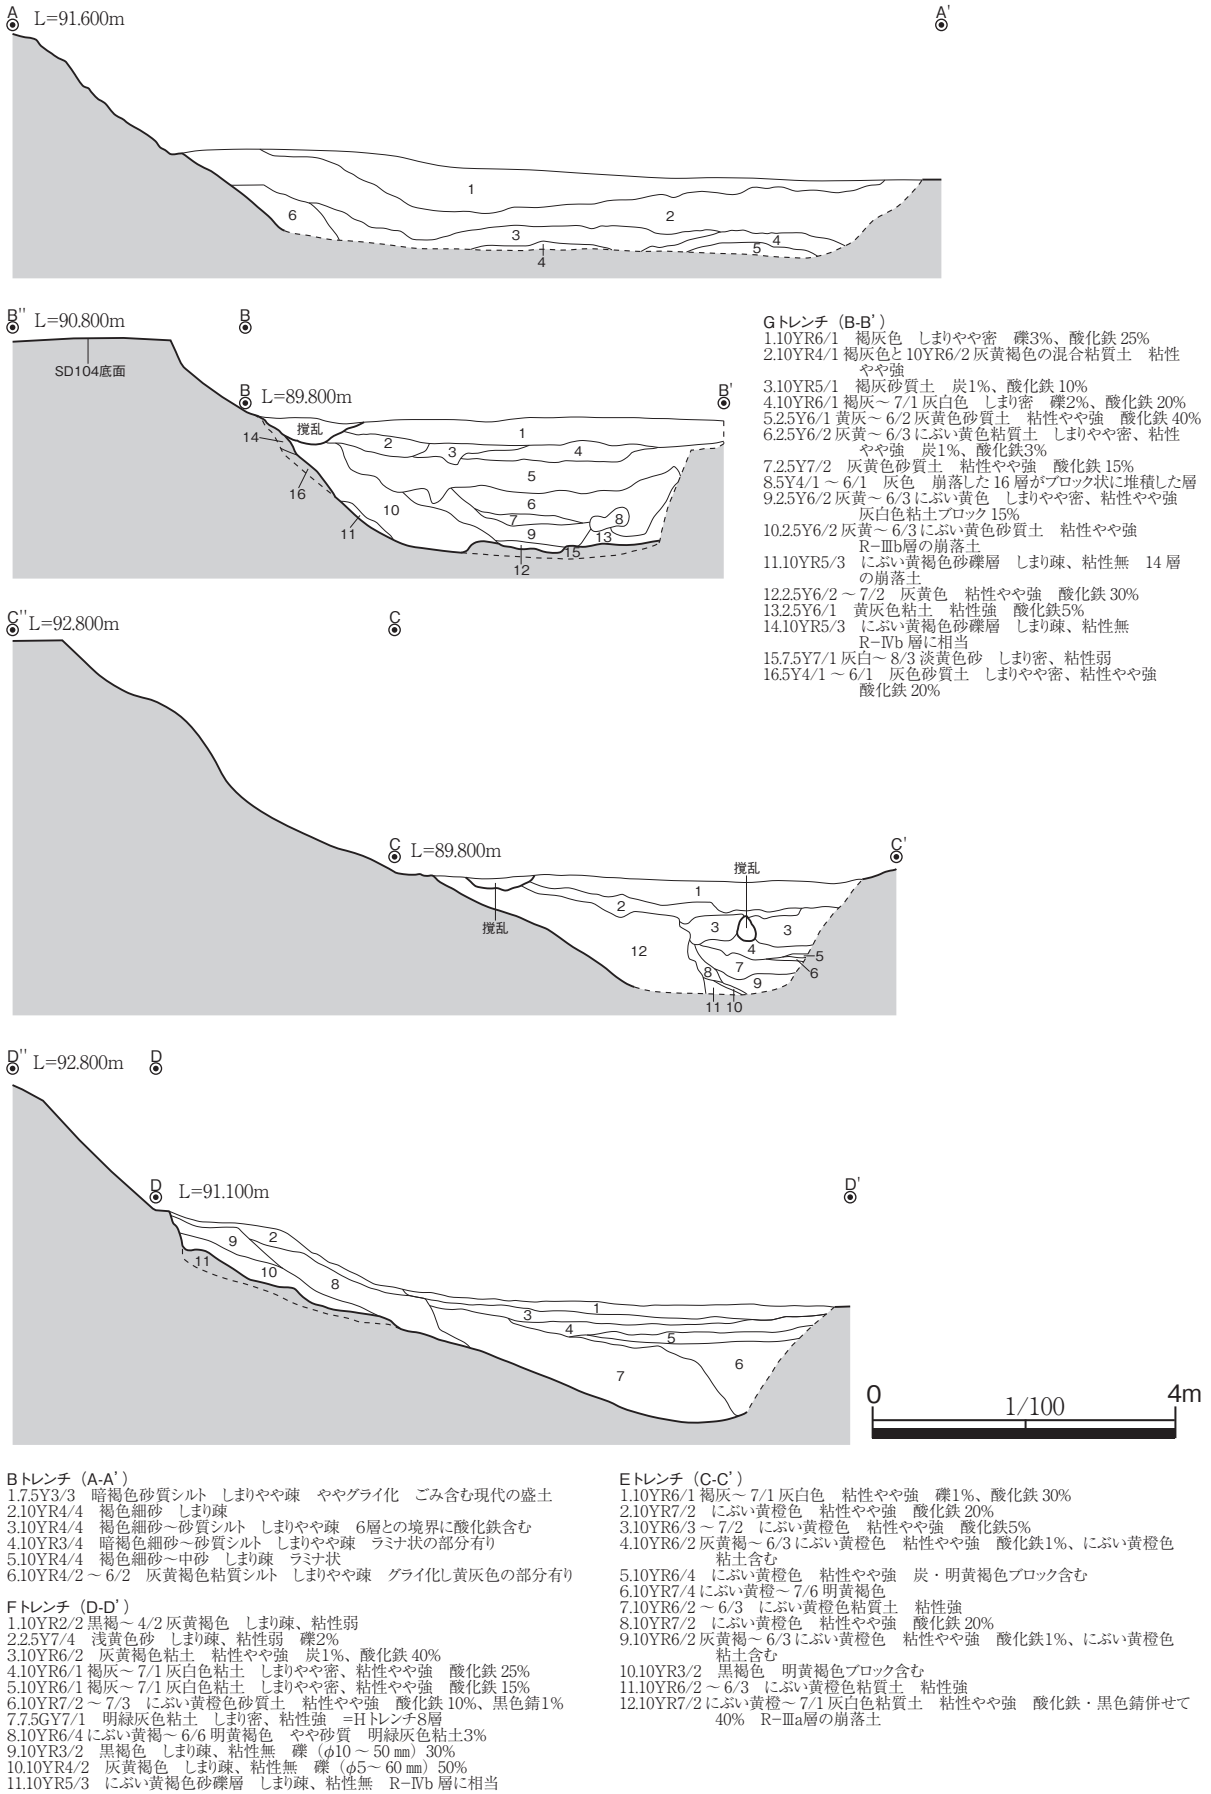 A
L=91.600m
A'
1
2
3
4
4
5
6
B''
L=90.800m
B
SD104底面
B
L=89.800m
B'
撹乱
1
2
3
4
5
6
7
8
9
10
11
12
13
14
15
16
Gトレンチ（B-B'）
1.10YR6/1　褐灰色　しまりやや密　礫3%、酸化鉄 25%
2.10YR4/1 褐灰色と 10YR6/2 灰黄褐色の混合粘質土　粘性
やや強
3.10YR5/1　褐灰砂質土　炭1%、酸化鉄 10%
4.10YR6/1 褐灰～ 7/1 灰白色　しまり密　礫2%、酸化鉄 20%
5.2.5Y6/1 黄灰～ 6/2 灰黄色砂質土　粘性やや強　酸化鉄 40%
6.2.5Y6/2 灰黄～ 6/3 にぶい黄色粘質土　しまりやや密、粘性
やや強　炭1%、酸化鉄3%
7.2.5Y7/2　灰黄色砂質土　粘性やや強　酸化鉄 15%
8.5Y4/1 ～ 6/1　灰色　崩落した 16 層がブロック状に堆積した層
9.2.5Y6/2 灰黄～ 6/3 にぶい黄色　しまりやや密、粘性やや強
灰白色粘土ブロック 15%
10.2.5Y6/2 灰黄～ 6/3 にぶい黄色砂質土　粘性やや強
R−Ⅲb層の崩落土
11.10YR5/3　にぶい黄褐色砂礫層　しまり疎、粘性無　14 層
の崩落土
12.2.5Y6/2 ～ 7/2　灰黄色　粘性やや強　酸化鉄 30%
13.2.5Y6/1　黄灰色粘土　粘性強　酸化鉄5%
14.10YR5/3　にぶい黄褐色砂礫層　しまり疎、粘性無
R−Ⅳb 層に相当
15.7.5Y7/1 灰白～ 8/3 淡黄色砂　しまり密、粘性弱
16.5Y4/1 ～ 6/1　灰色砂質土　しまりやや密、粘性やや強
酸化鉄 20%
C''
L=92.800m
C
C
L=89.800m
C'
撹乱
撹乱
1
2
3
3
4
5
6
7
8
9
10
11
12
D''
L=92.800m
D
D
L=91.100m
D'
1
2
3
4
5
6
7
8
9
10
11
0
1/100
4m
Bトレンチ（A-A'）
1.7.5Y3/3　暗褐色砂質シルト　しまりやや疎　ややグライ化　ごみ含む現代の盛土
2.10YR4/4　褐色細砂　しまり疎
3.10YR4/4　褐色細砂～砂質シルト　しまりやや疎　6層との境界に酸化鉄含む
4.10YR3/4　暗褐色細砂～砂質シルト　しまりやや疎　ラミナ状の部分有り
5.10YR4/4　褐色細砂～中砂　しまり疎　ラミナ状
6.10YR4/2 ～ 6/2　灰黄褐色粘質シルト　しまりやや疎　グライ化し黄灰色の部分有り
Fトレンチ（D-D'）
1.10YR2/2 黒褐～ 4/2 灰黄褐色　しまり疎、粘性弱
2.2.5Y7/4　浅黄色砂　しまり疎、粘性弱　礫2%
3.10YR6/2　灰黄褐色粘土　粘性やや強　炭1%、酸化鉄 40%
4.10YR6/1 褐灰～ 7/1 灰白色粘土　しまりやや密、粘性やや強　酸化鉄 25%
5.10YR6/1 褐灰～ 7/1 灰白色粘土　しまりやや密、粘性やや強　酸化鉄 15%
6.10YR7/2 ～ 7/3　にぶい黄橙色砂質土　粘性やや強　酸化鉄 10%、黒色錆1%
7.7.5GY7/1　明緑灰色粘土　しまり密、粘性強　=Hトレンチ8層
8.10YR6/4 にぶい黄褐～ 6/6 明黄褐色　やや砂質　明緑灰色粘土3%
9.10YR3/2　黒褐色　しまり疎、粘性無　礫（φ10 ～ 50 ㎜）30%
10.10YR4/2　灰黄褐色　しまり疎、粘性無　礫（φ5～ 60 ㎜）50%
11.10YR5/3　にぶい黄褐色砂礫層　しまり疎、粘性無　R−Ⅳb 層に相当
Eトレンチ（C-C'）
1.10YR6/1 褐灰～ 7/1 灰白色　粘性やや強　礫1%、酸化鉄 30%
2.10YR7/2　にぶい黄橙色　粘性やや強　酸化鉄 20%
3.10YR6/3 ～ 7/2　にぶい黄橙色　粘性やや強　酸化鉄5%
4.10YR6/2 灰黄褐～ 6/3 にぶい黄橙色　粘性やや強　酸化鉄1%、にぶい黄橙色
粘土含む
5.10YR6/4　にぶい黄橙色　粘性やや強　炭・明黄褐色ブロック含む
6.10YR7/4 にぶい黄橙～ 7/6 明黄褐色
7.10YR6/2 ～ 6/3　にぶい黄橙色粘質土　粘性強
8.10YR7/2　にぶい黄橙色　粘性やや強　酸化鉄 20%
9.10YR6/2 灰黄褐～ 6/3 にぶい黄橙色　粘性やや強　酸化鉄1%、にぶい黄橙色
粘土含む
10.10YR3/2　黒褐色　明黄褐色ブロック含む
11.10YR6/2 ～ 6/3　にぶい黄橙色粘質土　粘性強
12.10YR7/2 にぶい黄橙～ 7/1 灰白色粘質土　粘性やや強　酸化鉄・黒色錆併せて
40%　R−Ⅲa層の崩落土